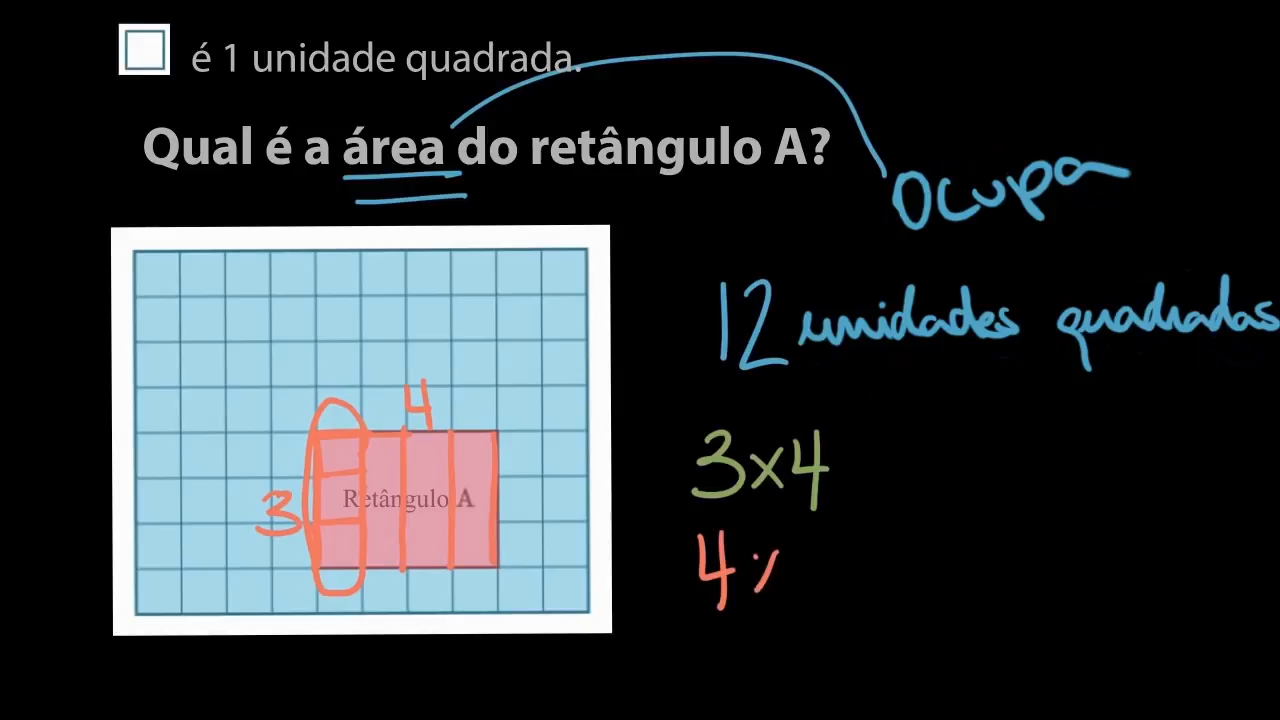 é 1 unidade quadrada.
Qual é a área do retângulo A?
ocupa
12 unidades quadradas
4
3
Retângulo A
3x4
4